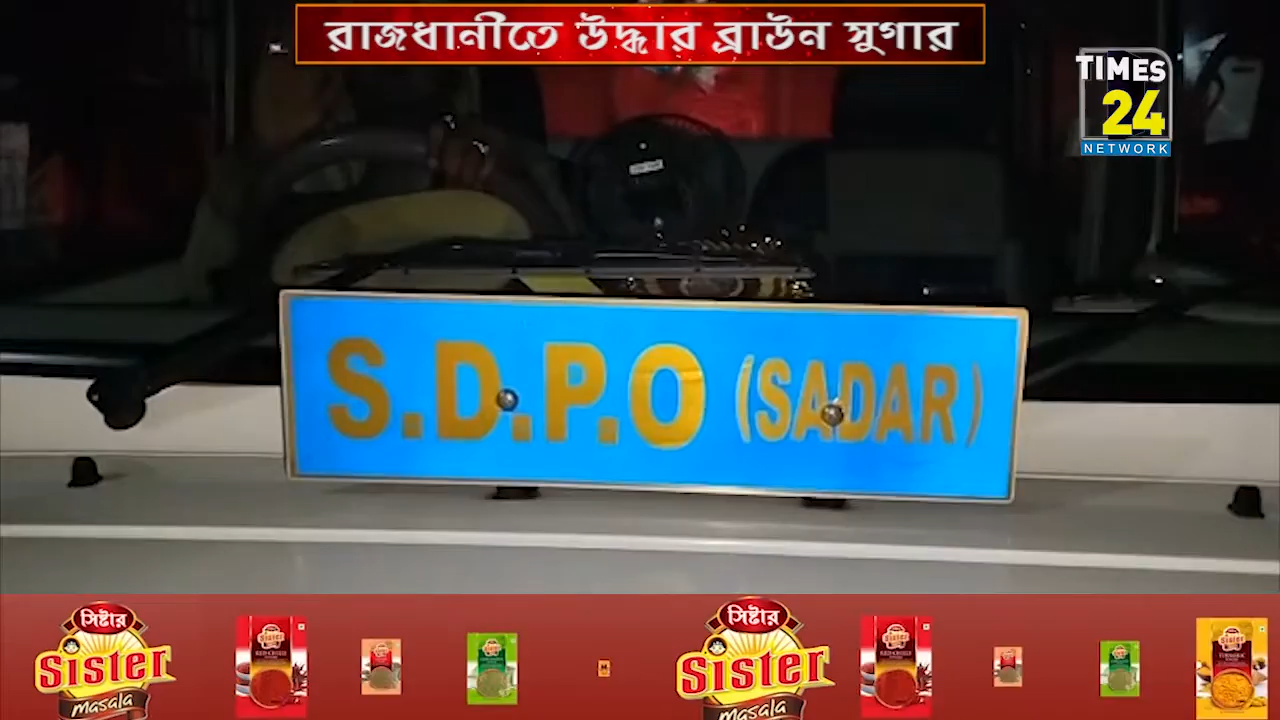 রাজধানীতে উদ্ধার ব্রাউন সুগার
TIMES
24
NETWORK
S.D.P.O (SADAR)
সিষ্টার
Sister
masala
সিষ্টার
Sister
masala